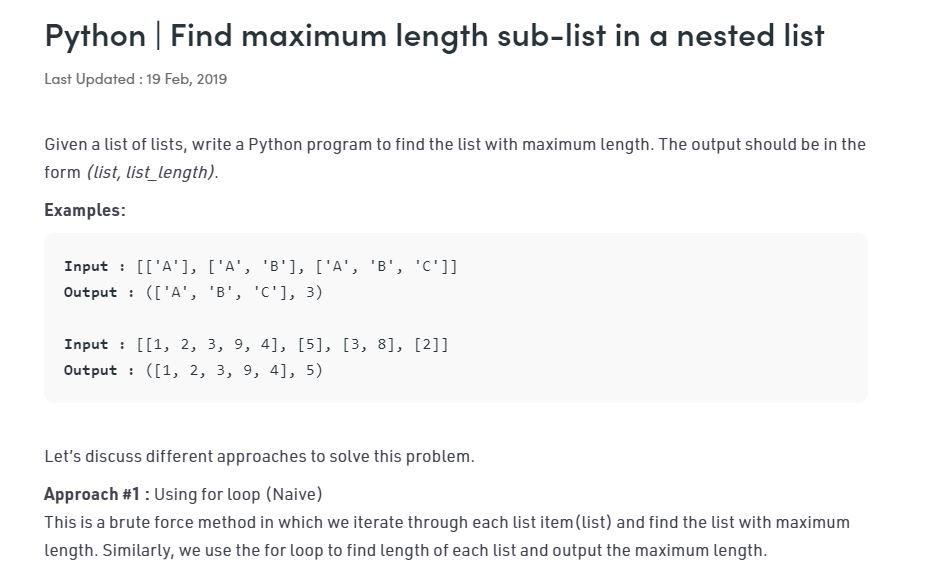 Python | Find maximum length sub-list in a nested list
Last Updated : 19 Feb, 2019
Given a list of lists, write a Python program to find the list with maximum length. The output should be in the
form (list, list_length).
Examples:
Input : [['A'], ['A', 'B'], ['A', 'B', 'C']]
Output : (['A', 'B', 'C'], 3)
Input : [[1, 2, 3, 9, 4], [5], [3, 8], [2]]
Output : ([1, 2, 3, 9, 4], 5)
Let's discuss different approaches to solve this problem.
Approach #1 : Using for loop (Naive)
This is a brute force method in which we iterate through each list item(list) and find the list with maximum
length. Similarly, we use the for loop to find length of each list and output the maximum length.